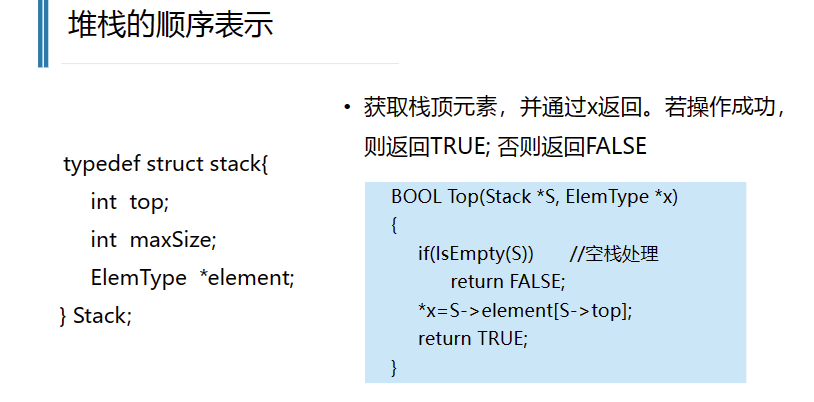 堆栈的顺序表示
typedef struct stack{
int top;
int maxSize;
ElemType *element;
} Stack;
• 获取栈顶元素，并通过x返回。若操作成功，
则返回TRUE; 否则返回FALSE
BOOL Top(Stack *S, ElemType *x)
{
if(IsEmpty(S)) //空栈处理
return FALSE;
*x=S->element[S->top];
return TRUE;
}